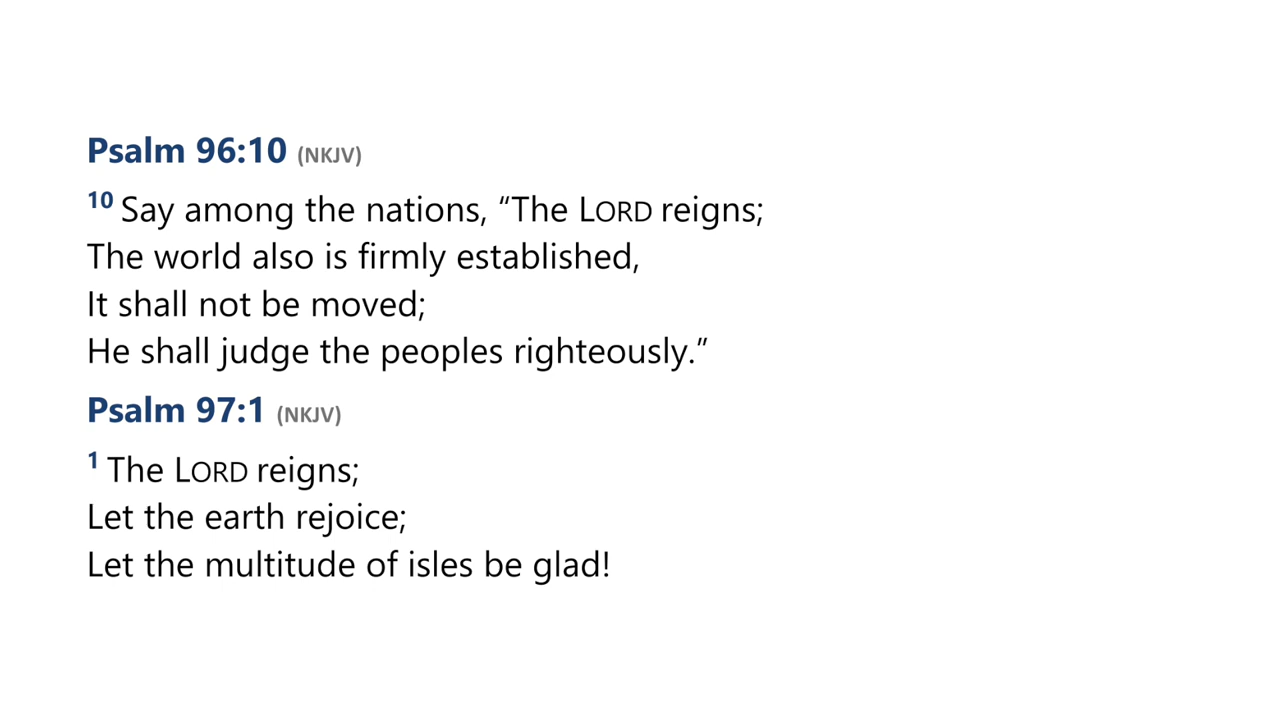 Psalm 96:10 (NKJV)
10 Say among the nations, “The LORD reigns;
The world also is firmly established,
It shall not be moved;
He shall judge the peoples righteously.”
Psalm 97:1 (NKJV)
1 The LORD reigns;
Let the earth rejoice;
Let the multitude of isles be glad!